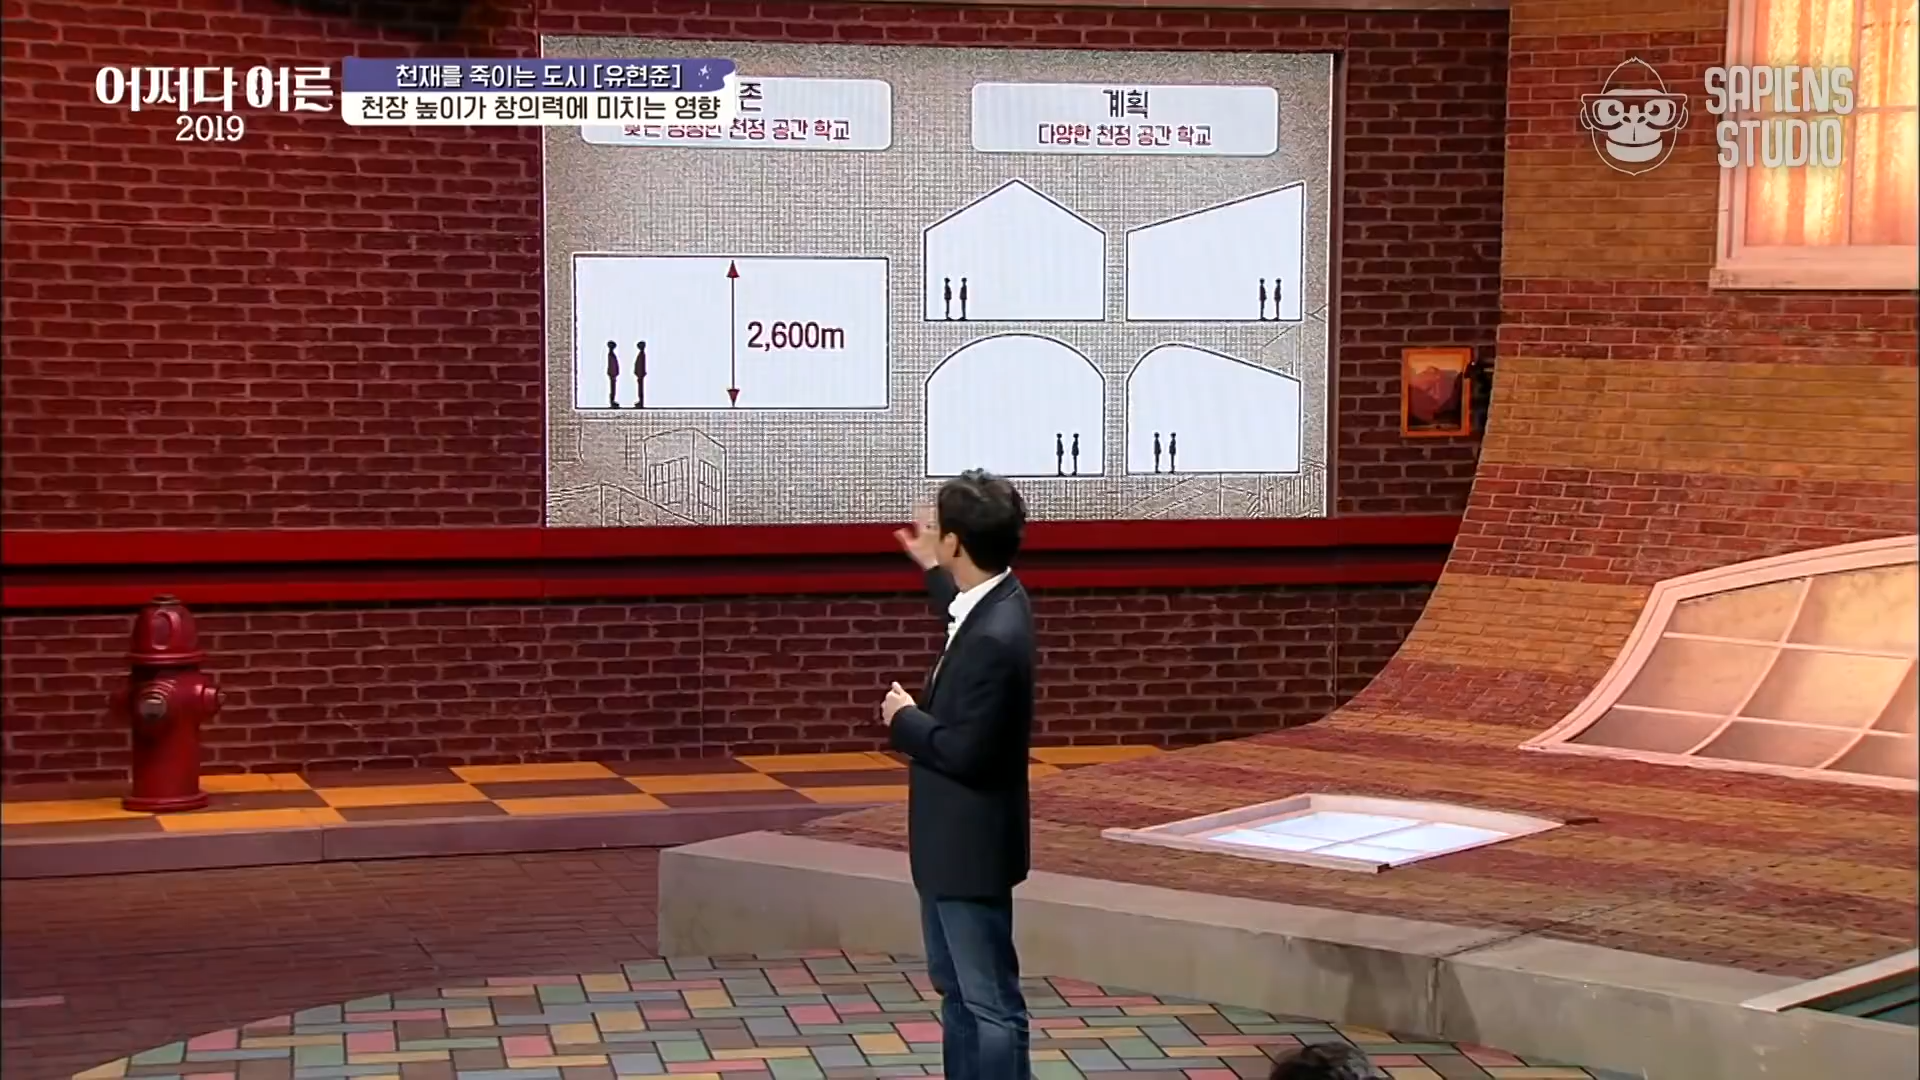 어쩌다 어른
2019
천재를 죽이는 도시 [유현준]
천장 높이가 창의력에 미치는 영향
존
천정 공간 학교
계획
다양한 천정 공간 학교
2,600m
SAPIENS
STUDIO